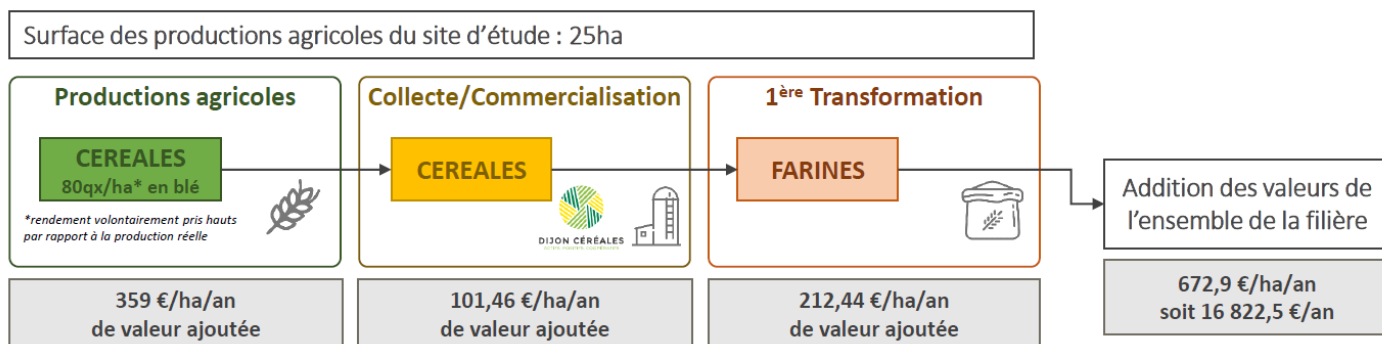 Surface des productions agricoles du site d'étude : 25ha
Productions agricoles
CEREALES
80qx/ha* en blé
*rendement volontairement pris hauts
par rapport à la production réelle
359 €/ha/an
de valeur ajoutée
Collecte/Commercialisation
CEREALES
DIJON CÉRÉALES
101,46 €/ha/an
de valeur ajoutée
1ère Transformation
FARINES
212,44 €/ha/an
de valeur ajoutée
Addition des valeurs de
l'ensemble de la filière
672,9 €/ha/an
soit 16 822,5 €/an